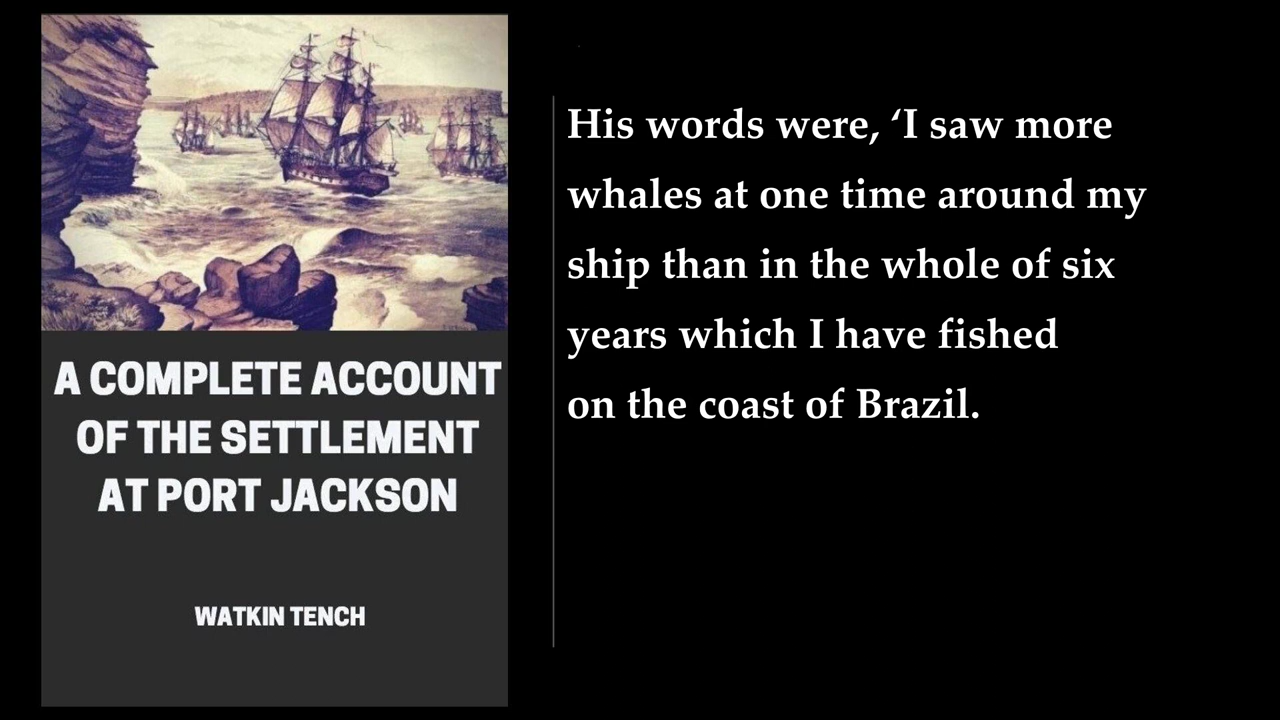 A COMPLETE ACCOUNT
OF THE SETTLEMENT
AT PORT JACKSON
WATKIN TENCH
His words were, ‘I saw more
whales at one time around my
ship than in the whole of six
years which I have fished
on the coast of Brazil.